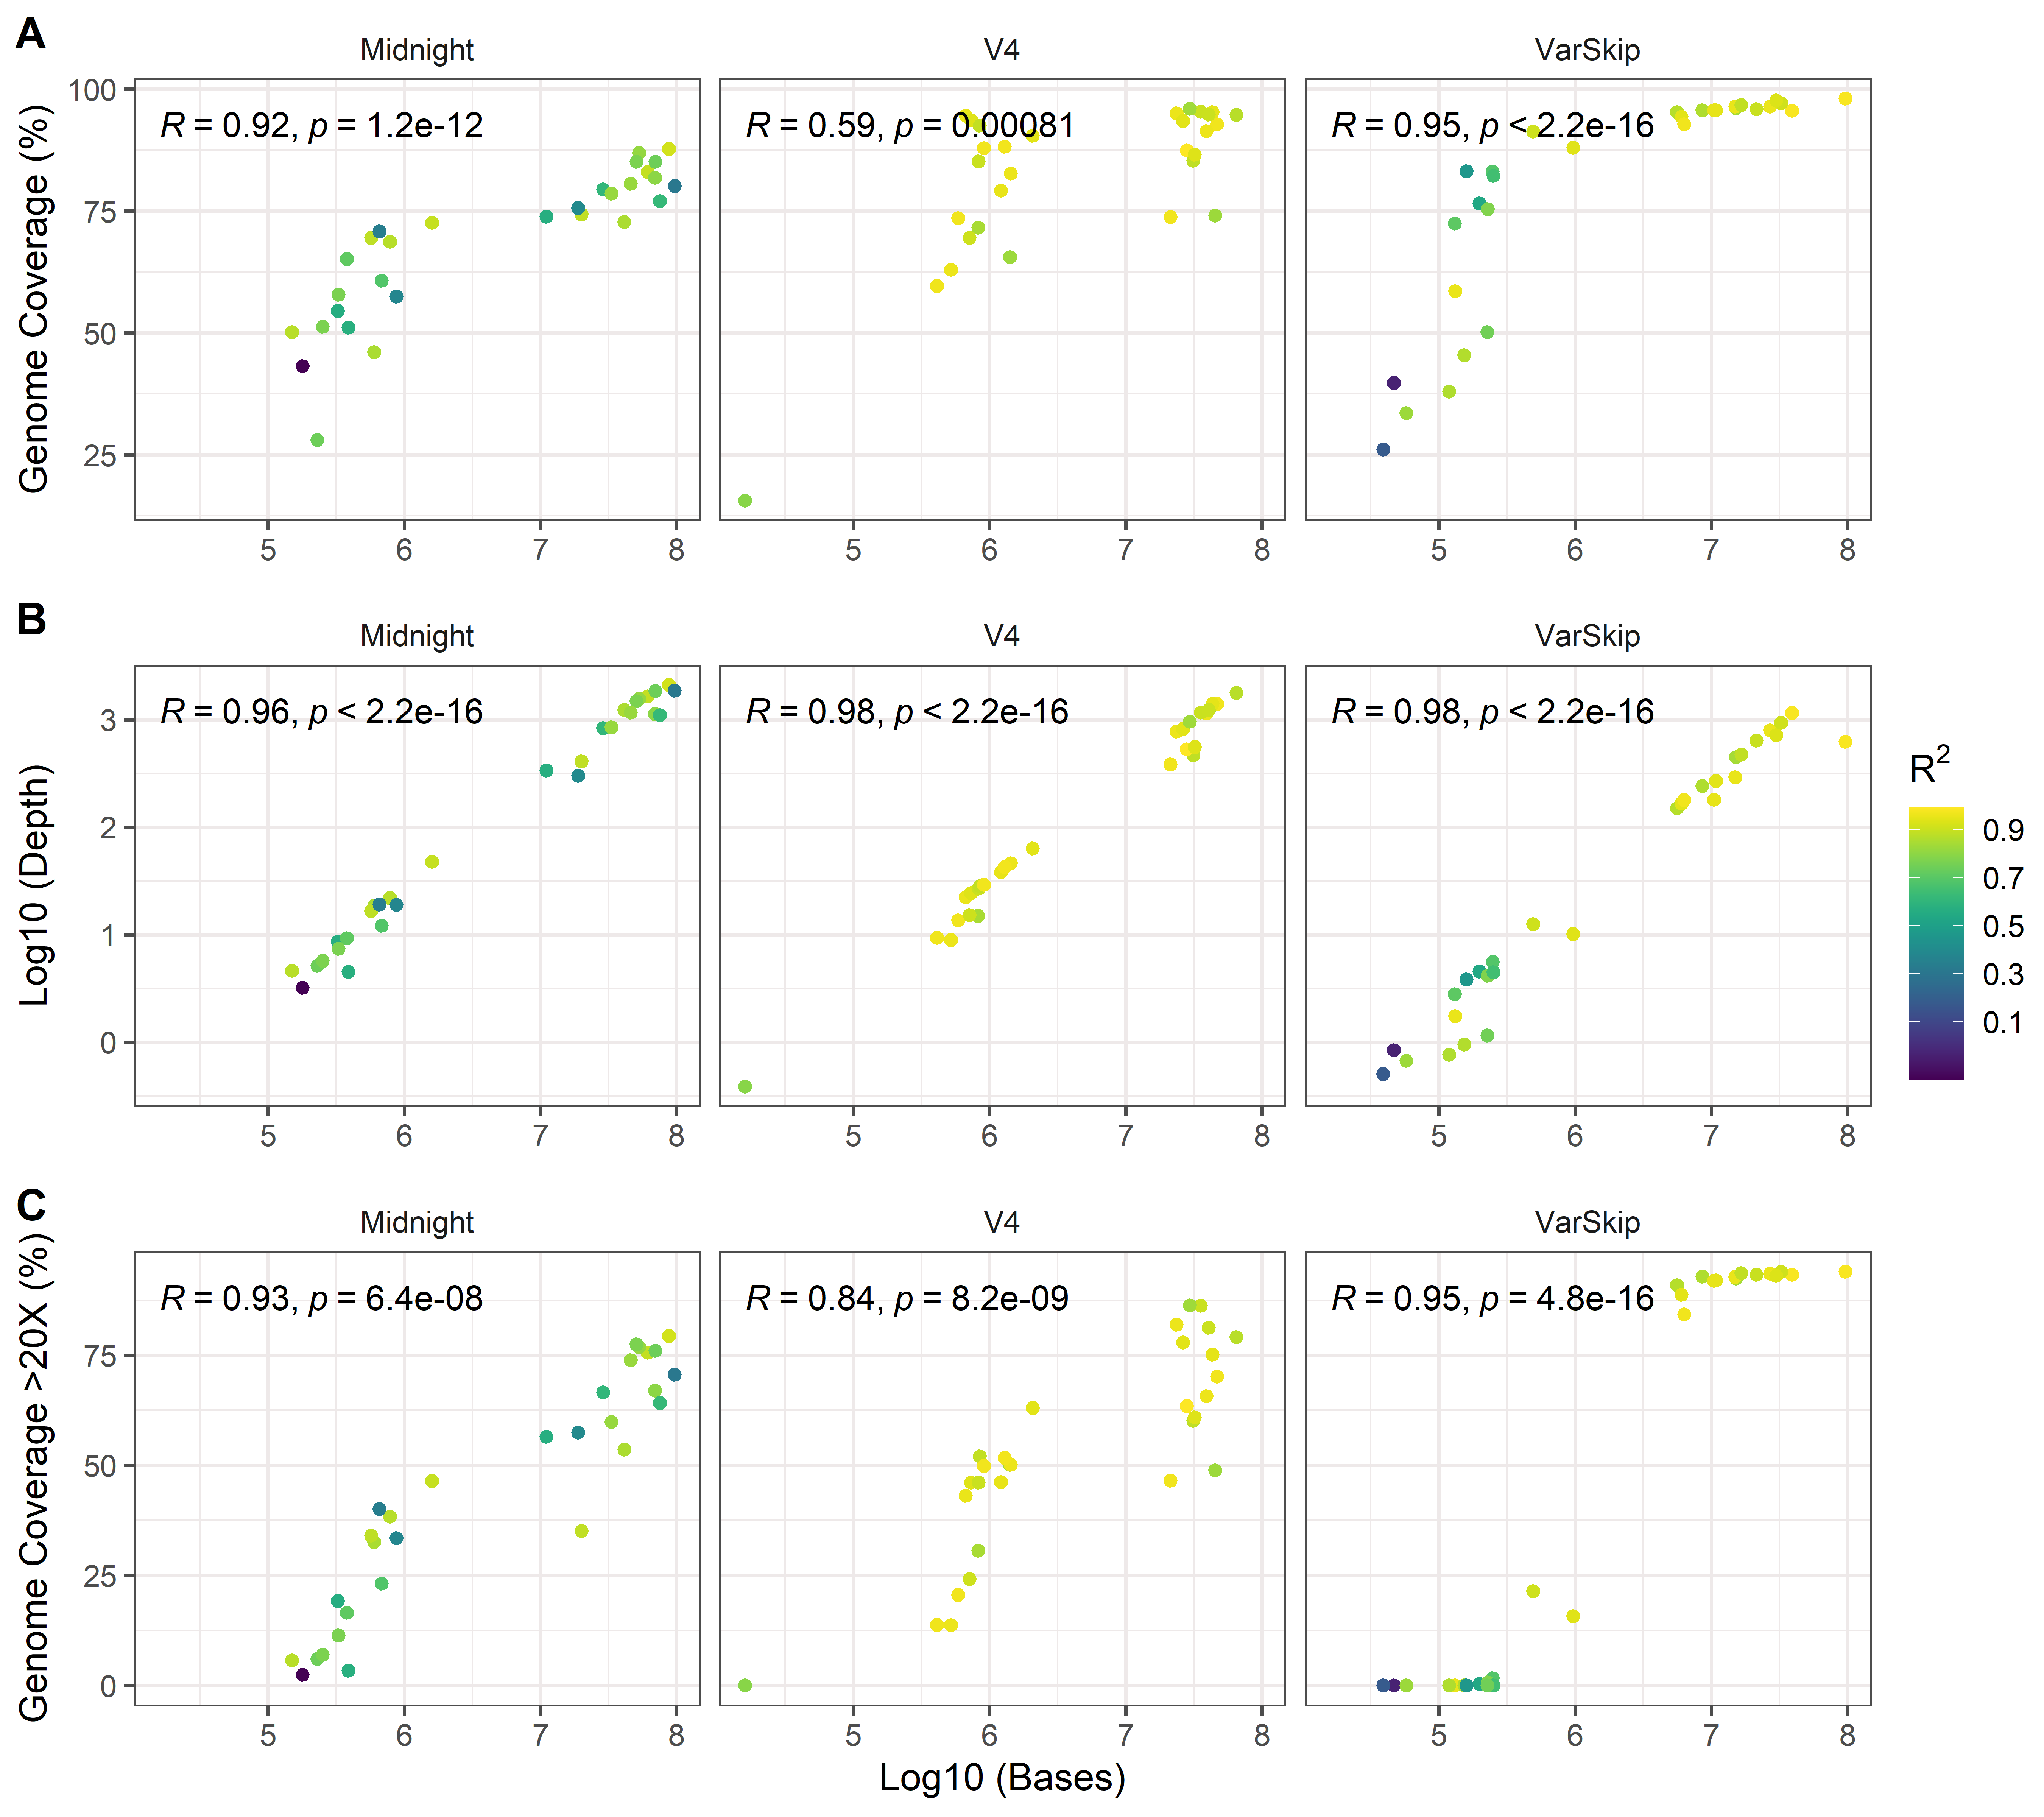 A
Midnight V4 VarSkip
Genome Coverage (%)
100
75
50
25
R = 0.92, p = 1.2e-12
R = 0.59, p = 0.00081
R = 0.95, p < 2.2e-16
5 6 7 8 5 6 7 8 5 6 7 8
B
Midnight V4 VarSkip
Log10 (Depth)
3
2
1
0
R = 0.96, p < 2.2e-16
R = 0.98, p < 2.2e-16
R = 0.98, p < 2.2e-16
5 6 7 8 5 6 7 8 5 6 7 8
R²
0.9
0.7
0.5
0.3
0.1
C
Midnight V4 VarSkip
Genome Coverage >20X (%)
75
50
25
0
R = 0.93, p = 6.4e-08
R = 0.84, p = 8.2e-09
R = 0.95, p = 4.8e-16
5 6 7 8 5 6 7 8 5 6 7 8
Log10 (Bases)